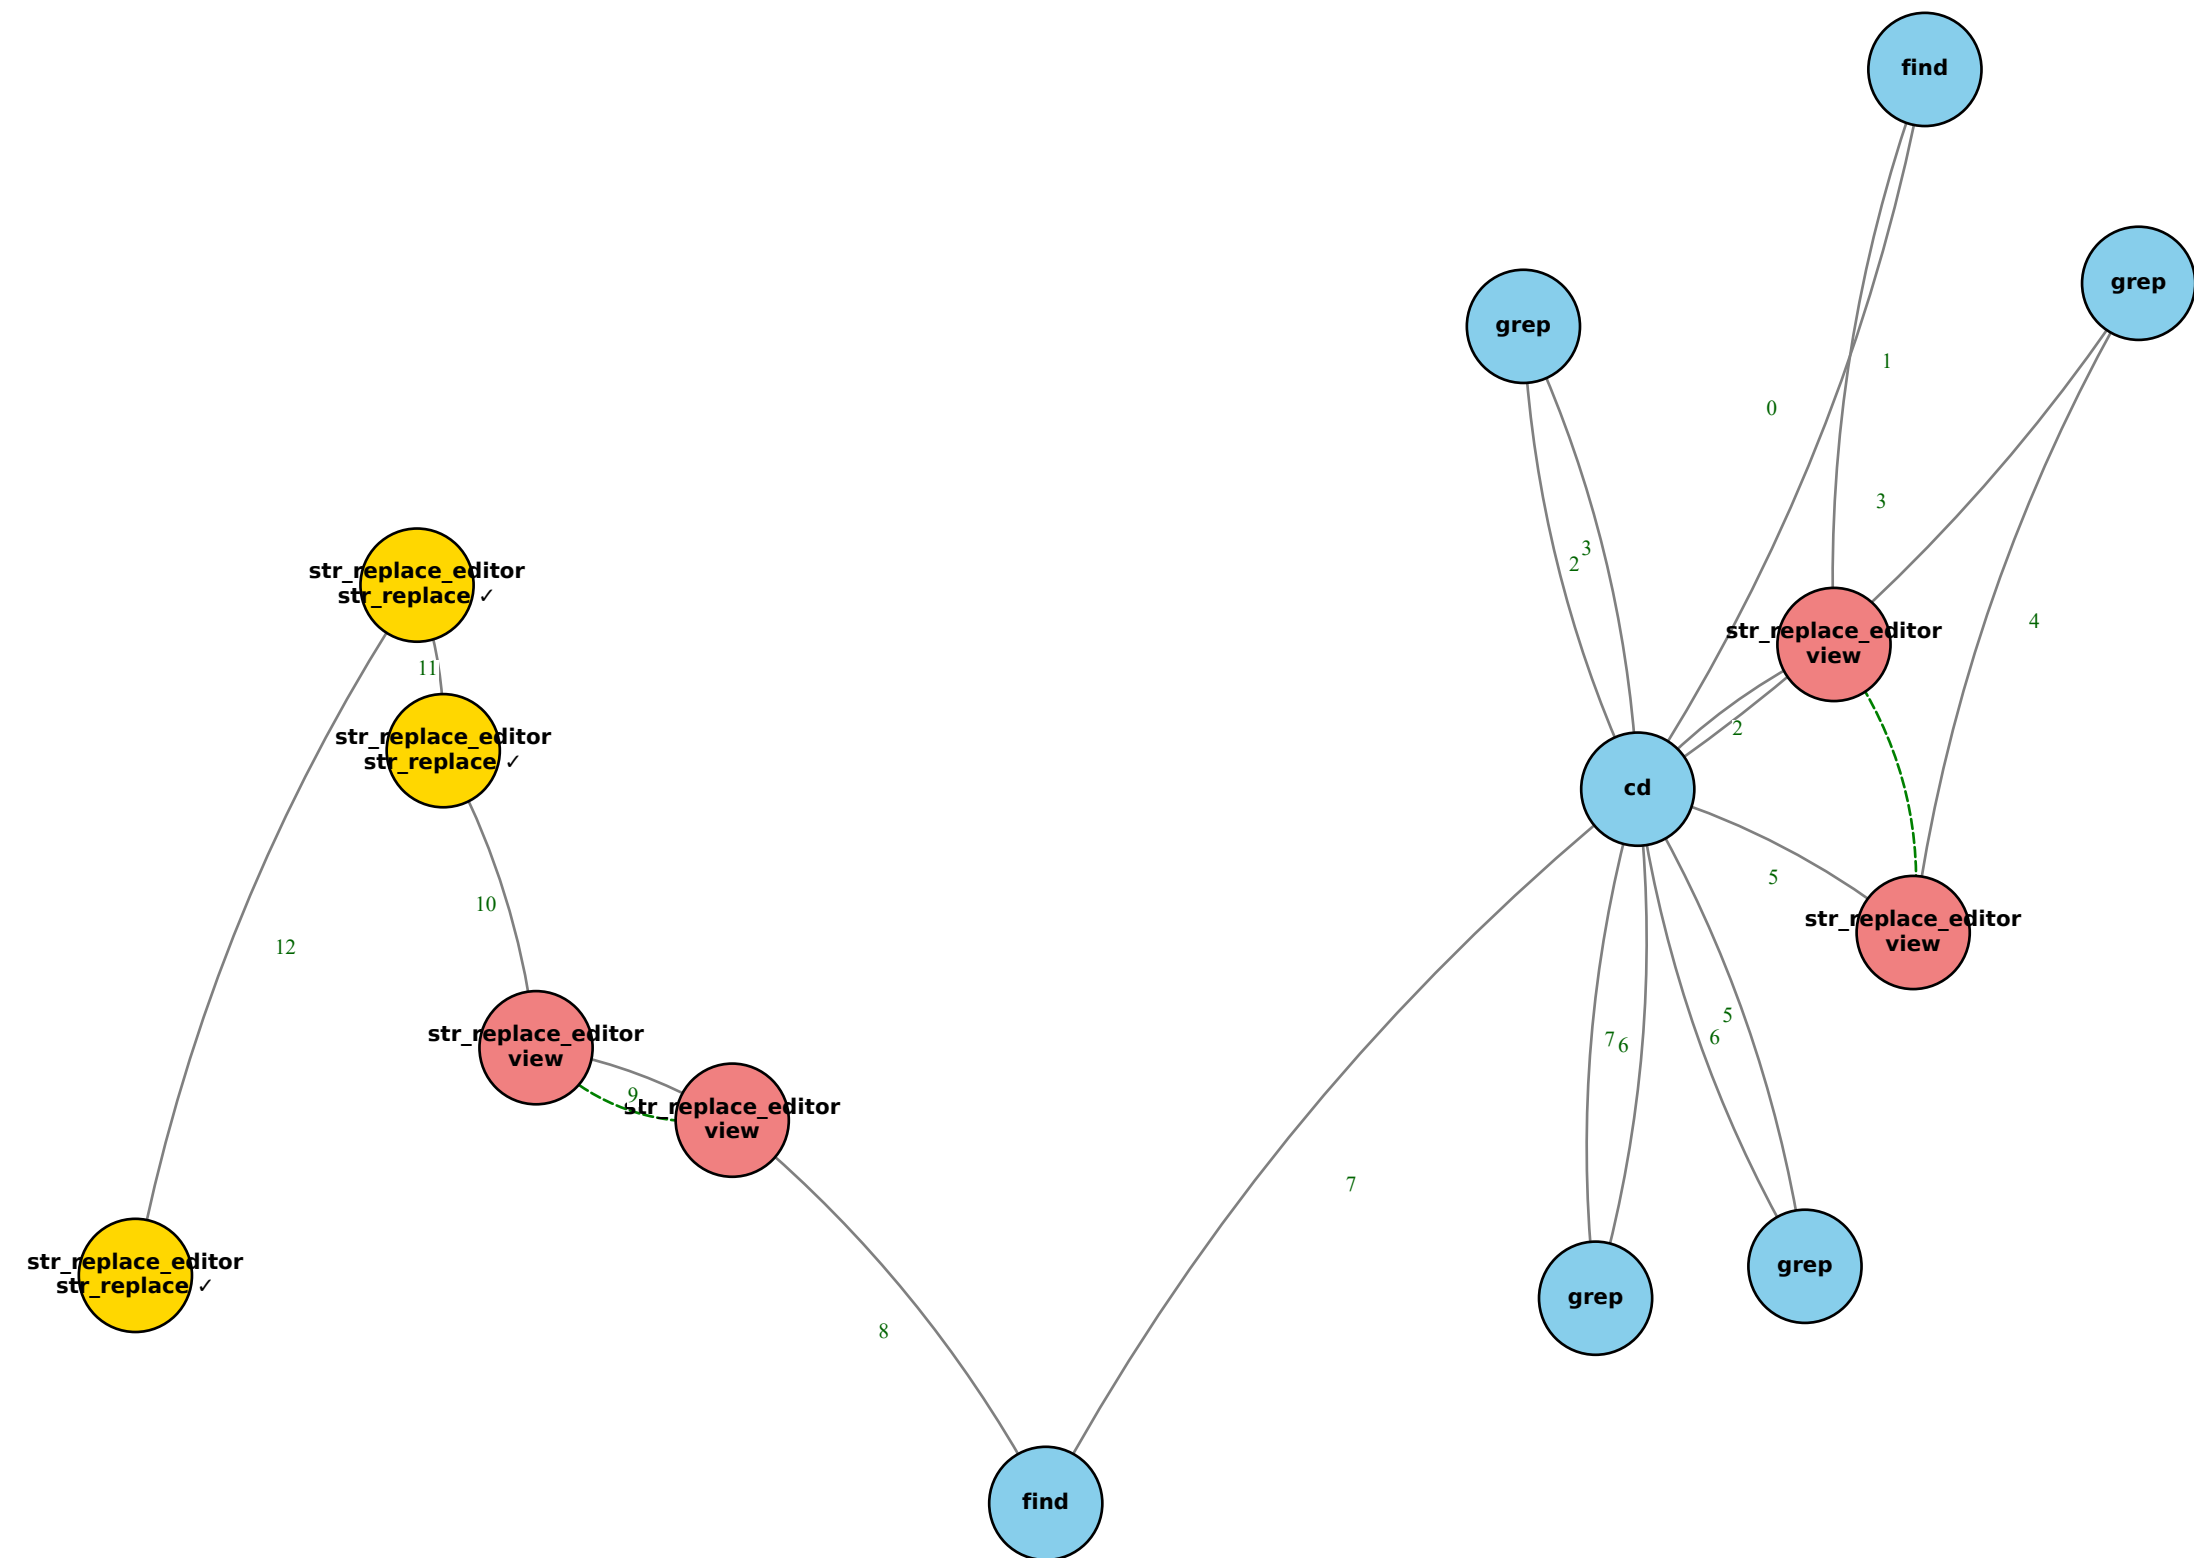 find
grep
grep
1
0
3
3
2
str_replace_editor
str_replace ✓
4
str_replace_editor
view
11
2
str_replace_editor
str_replace ✓
cd
5
10
str_replace_editor
view
12
5
6
7
6
str_replace_editor
view
9
str_replace_editor
view
7
str_replace_editor
str_replace ✓
grep
grep
8
find